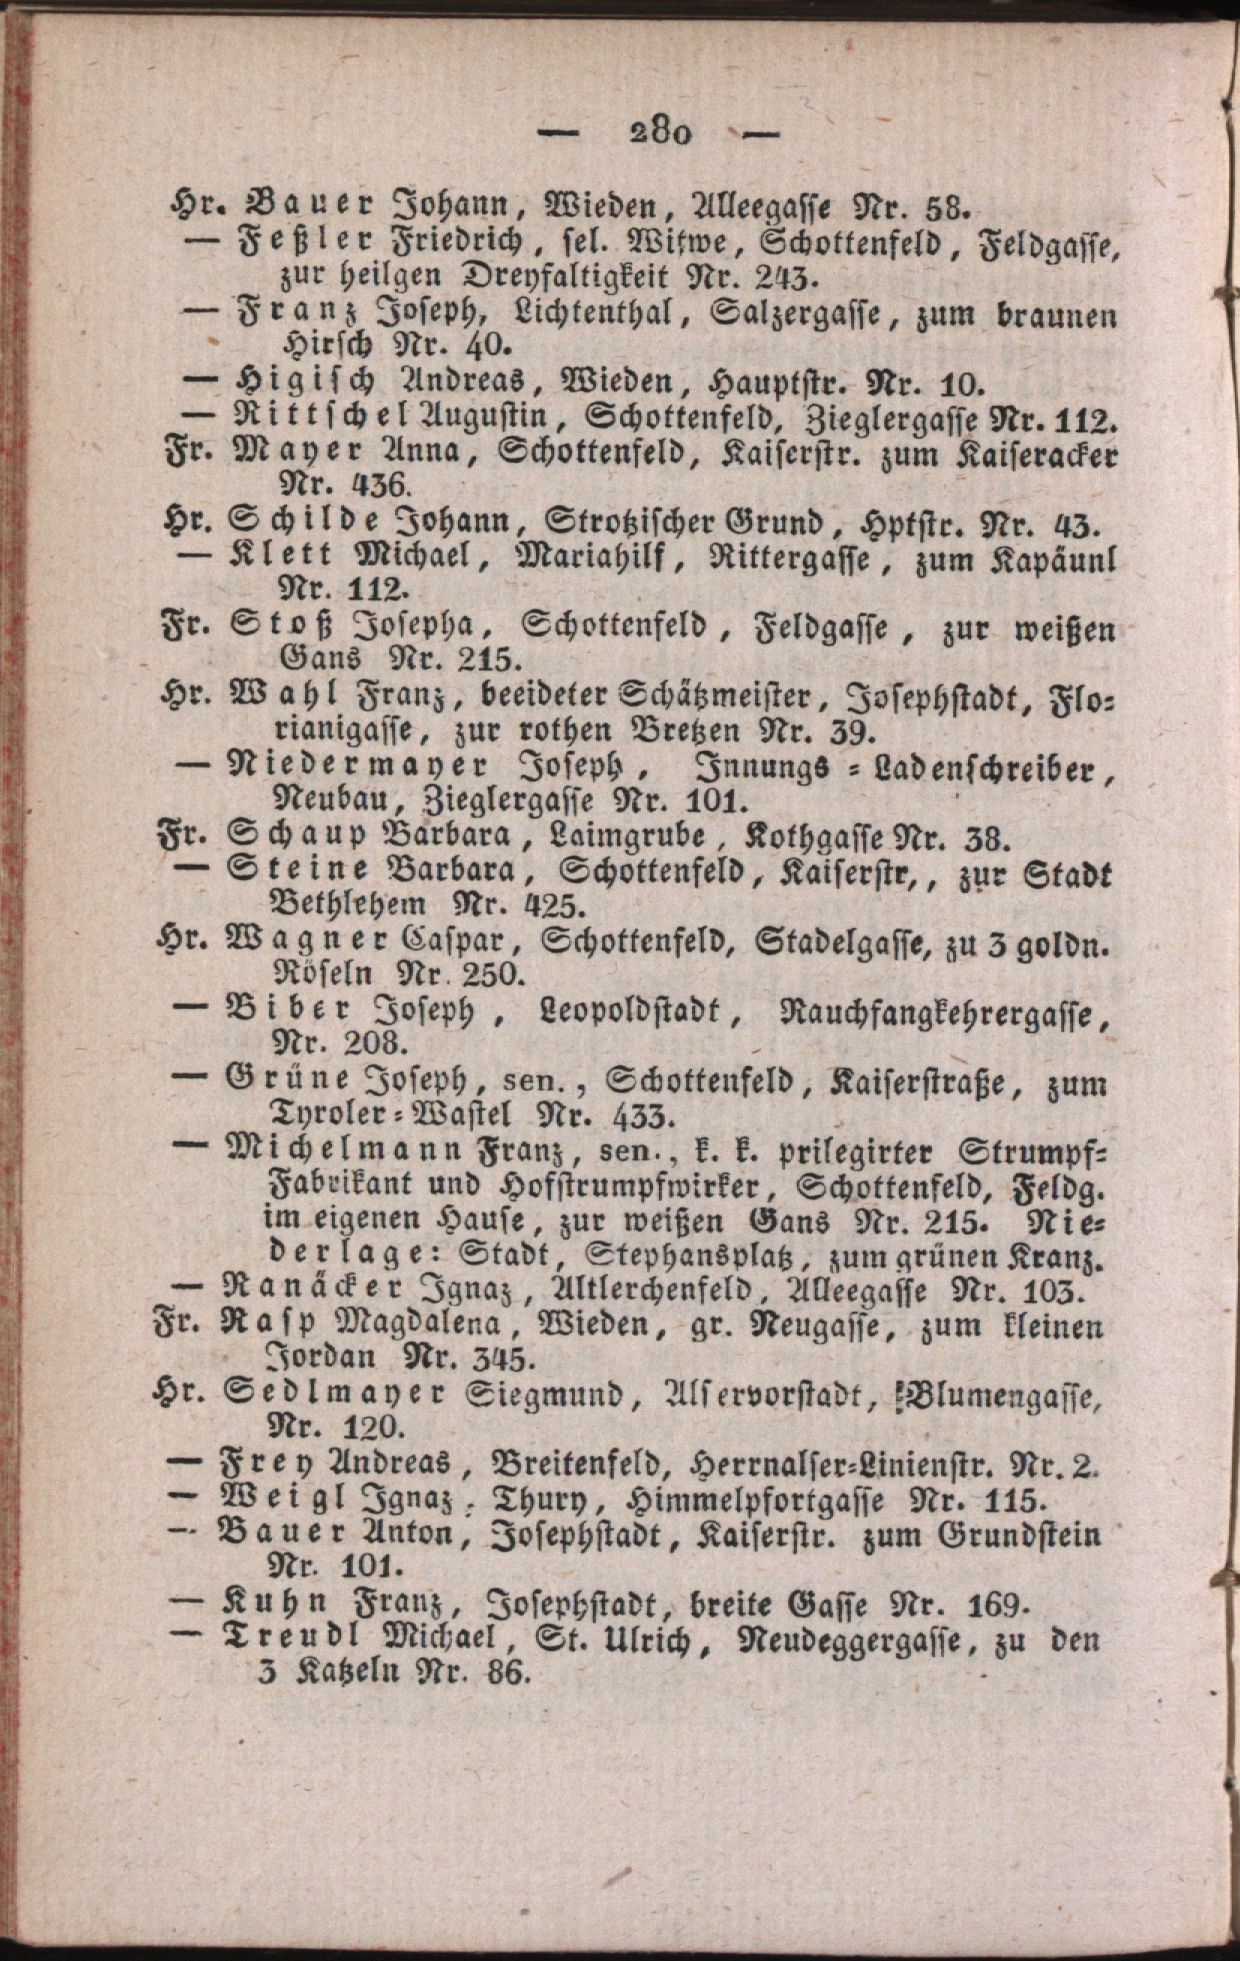 — 280 —
Hr. Bauer Johann, Wieden, Alleegasse Nr. 58.
— Feßler Friedrich, sel. Witwe, Schottenfeld, Feldgasse,
zur heilgen Dreyfaltigkeit Nr. 243.
— Franz Joseph, Lichtenthal, Salzergasse, zum braunen
Hirsch Nr. 40.
— Higisch Andreas, Wieden, Hauptstr. Nr. 10.
— Rittschel Augustin, Schottenfeld, Zieglergasse Nr. 112.
Fr. Mayer Anna, Schottenfeld, Kaiserstr. zum Kaiseracker
Nr. 436.
Hr. Schilde Johann, Strotzischer Grund, Hptstr. Nr. 43.
— Klett Michael, Mariahilf, Rittergasse, zum Kapäunl
Nr. 112.
Fr. Stoß Josepha, Schottenfeld, Feldgasse, zur weißen
Gans Nr. 215.
Hr. Wahl Franz, beeideter Schätzmeister, Josephstadt, Flo-
rianigasse, zur rothen Bretzen Nr. 39.
— Niedermayer Joseph, Innungs-Ladenschreiber,
Neubau, Zieglergasse Nr. 101.
Fr. Schaup Barbara, Laimgrube, Kothgasse Nr. 38.
— Steine Barbara, Schottenfeld, Kaiserstr,, zur Stadt
Bethlehem Nr. 425.
Hr. Wagner Caspar, Schottenfeld, Stadelgasse, zu 3 goldn.
Röseln Nr. 250.
— Biber Joseph, Leopoldstadt, Rauchfangkehrergasse,
Nr. 208.
— Grüne Joseph, sen., Schottenfeld, Kaiserstraße, zum
Tyroler-Wastel Nr. 433.
— Michelmann Franz, sen., k. k. prilegirter Strumpf-
Fabrikant und Hofstrumpfwirker, Schottenfeld, Feldg.
im eigenen Hause, zur weißen Gans Nr. 215. Nie-
derlage: Stadt, Stephansplatz, zum grünen Kranz.
— Ranäcker Ignaz, Altlerchenfeld, Alleegasse Nr. 103.
Fr. Rasp Magdalena, Wieden, gr. Neugasse, zum kleinen
Jordan Nr. 345.
Hr. Sedlmayer Siegmund, Alservorstadt, Blumengasse,
Nr. 120.
— Frey Andreas, Breitenfeld, Herrnalser-Linienstr. Nr. 2.
— Weigl Ignaz, Thury, Himmelpfortgasse Nr. 115.
— Bauer Anton, Josephstadt, Kaiserstr. zum Grundstein
Nr. 101.
— Kuhn Franz, Josephstadt, breite Gasse Nr. 169.
— Treudl Michael, St. Ulrich, Neudeggergasse, zu den
3 Katzeln Nr. 86.